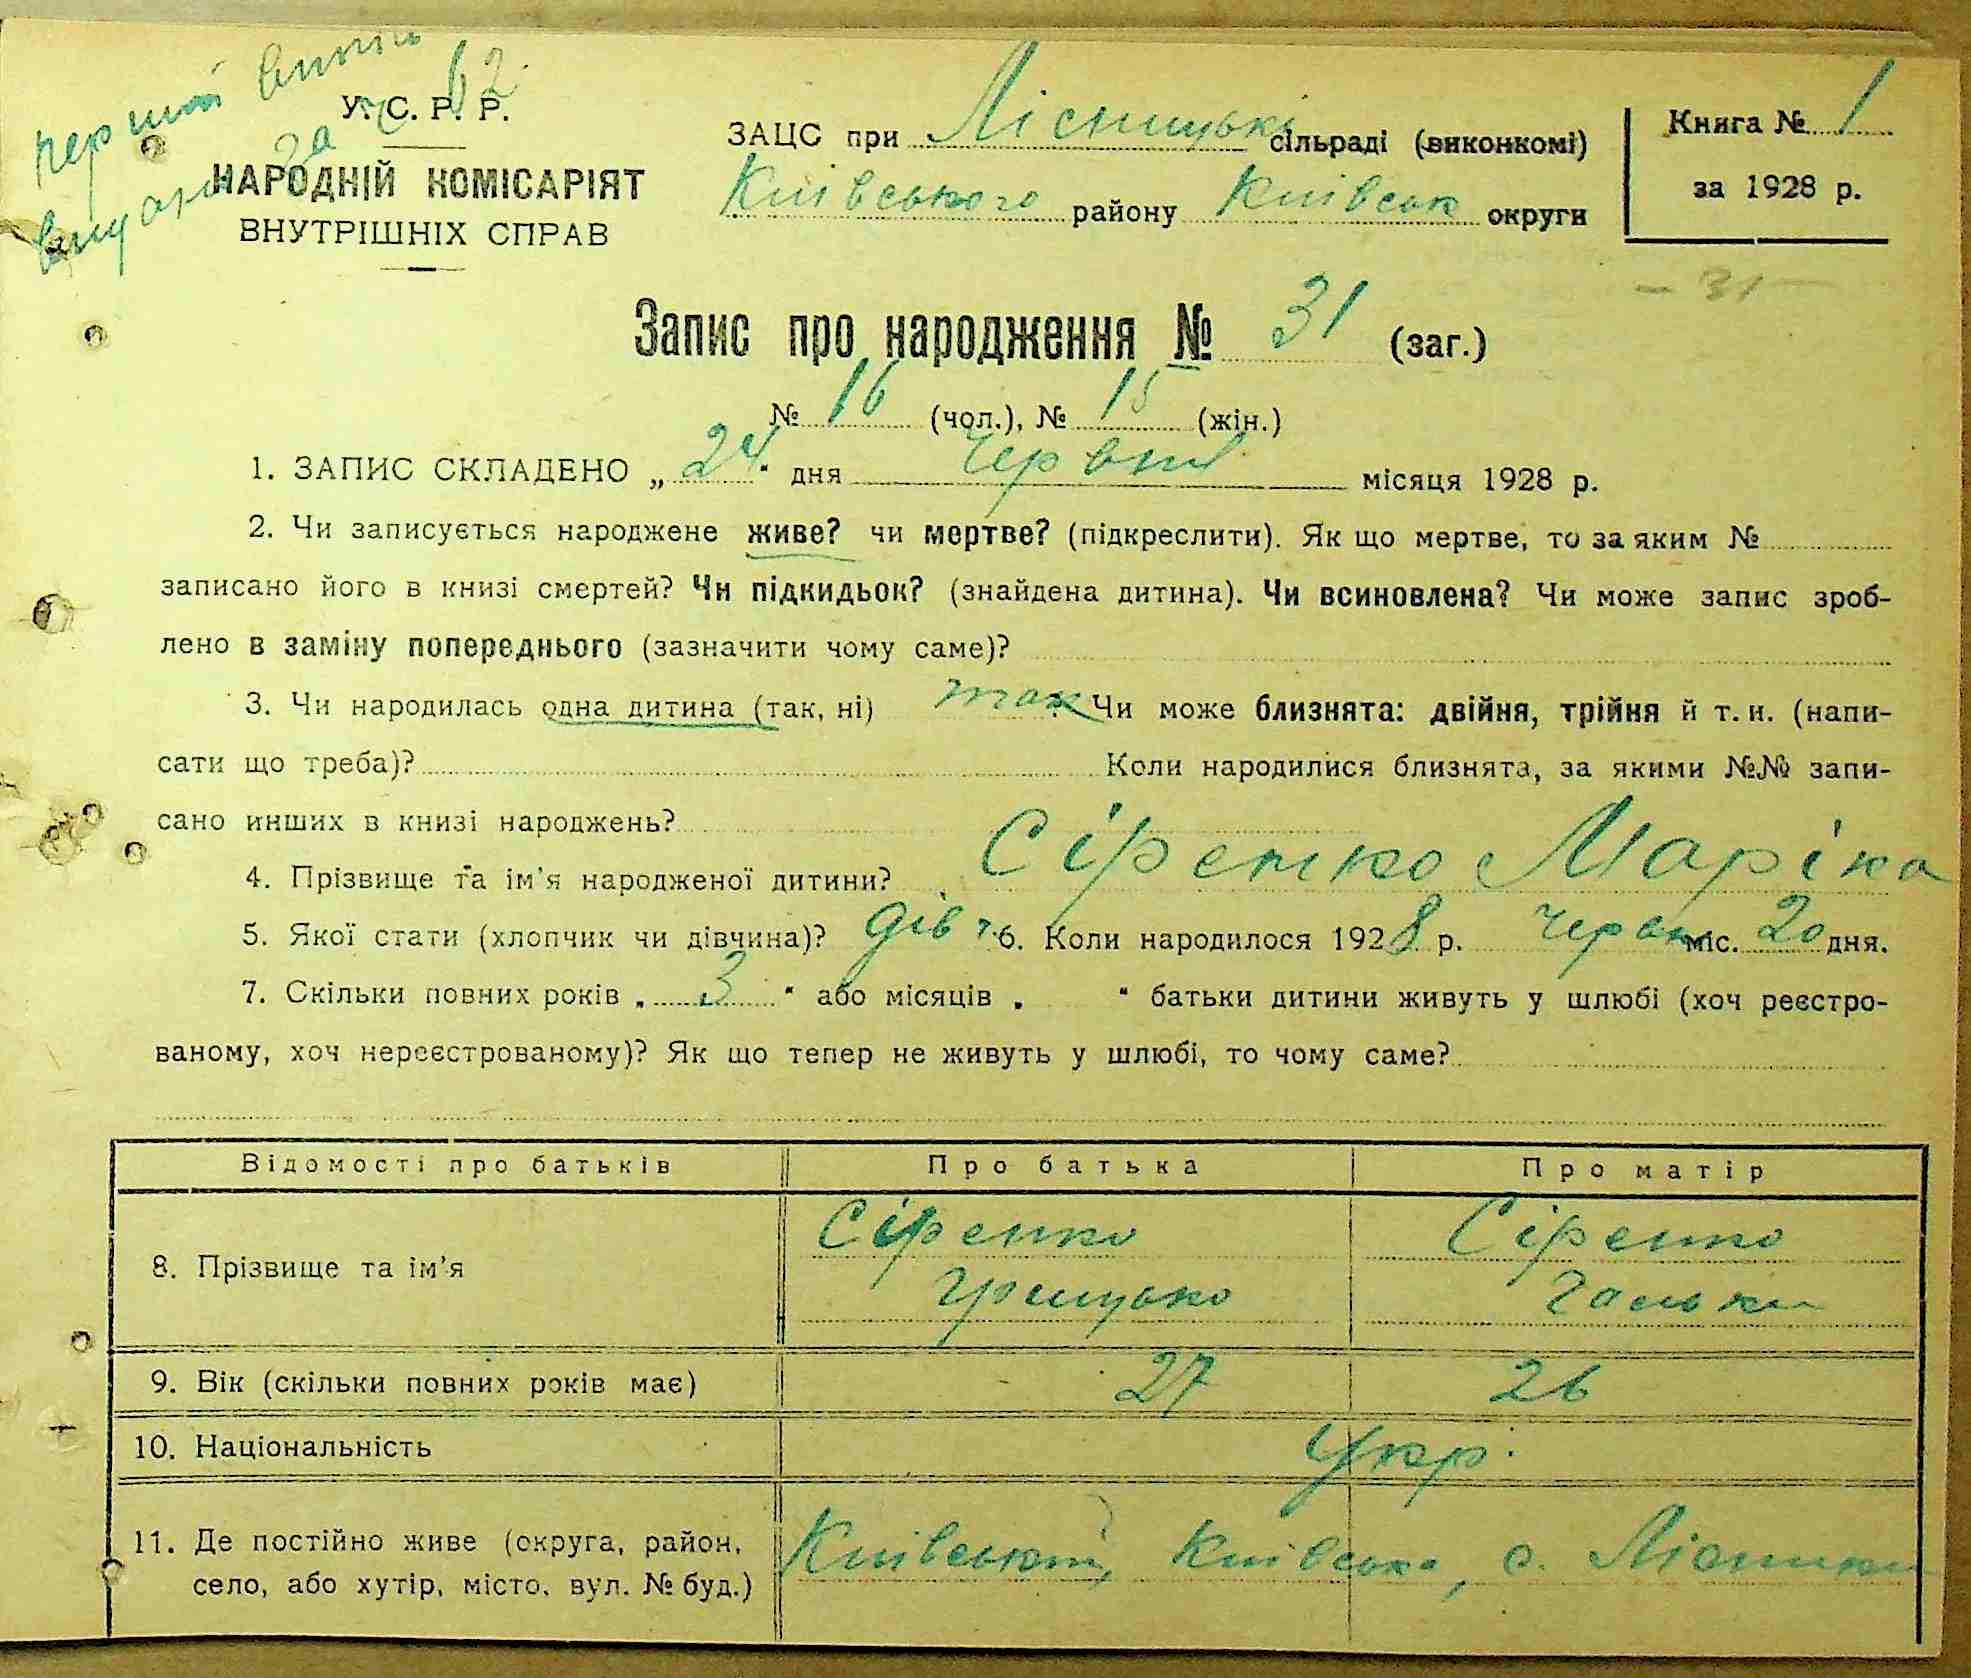 перший витяг
видано за № 62
У. С. Р. Р.
НАРОДНІЙ КОМІСАРІЯТ
ВНУТРІШНІХ СПРАВ
ЗАЦС при Лісницькі сільраді (виконкомі)
Київського району Київськ округи
Книга № 1
за 1928 р.
— 31 —
Запис про народження № 31 (заг.)
№ 16 (чол.), № 15 (жін.)
1. ЗАПИС СКЛАДЕНО „ 24 “ дня червня місяця 1928 р.
2. Чи записується народжене живе? чи мертве? (підкреслити). Як що мертве, то за яким №
записано його в книзі смертей? Чи підкидьок? (знайдена дитина). Чи всиновлена? Чи може запис зроб-
лено в заміну попереднього (зазначити чому саме)?
3. Чи народилась одна дитина (так, ні) так Чи може близнята: двійня, трійня й т. и. (напи-
сати що треба)? Коли народилися близнята, за якими №№ запи-
сано инших в книзі народжень?
4. Прізвище та ім’я народженої дитини? Сіренко Маріка
5. Якої стати (хлопчик чи дівчина)? дівч. 6. Коли народилося 1928 р. червн міс. 20 дня.
7. Скільки повних років „ 3 “ або місяців „ “ батьки дитини живуть у шлюбі (хоч реєстро-
ваному, хоч нереєстрованому)? Як що тепер не живуть у шлюбі, то чому саме?
Відомості про батьків Про батька Про матір
8. Прізвище та ім’я Сіренко Грицько Сіренко
9. Вік (скільки повних років має) 27 26
10. Національність Укр.
11. Де постійно живе (округа, район, село, або хутір, місто, вул. № буд.) Київський, Київська, с. Лісники